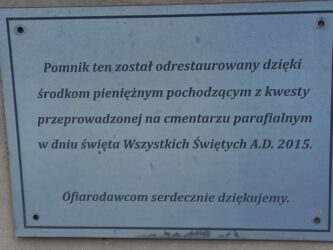 Pomnik ten został odrestaurowany dzięki
środkom pieniężnym pochodzącym z kwesty
przeprowadzonej na cmentarzu parafialnym
w dniu święta Wszystkich Świętych A.D. 2015.
Ofiarodawcom serdecznie dziękujemy.